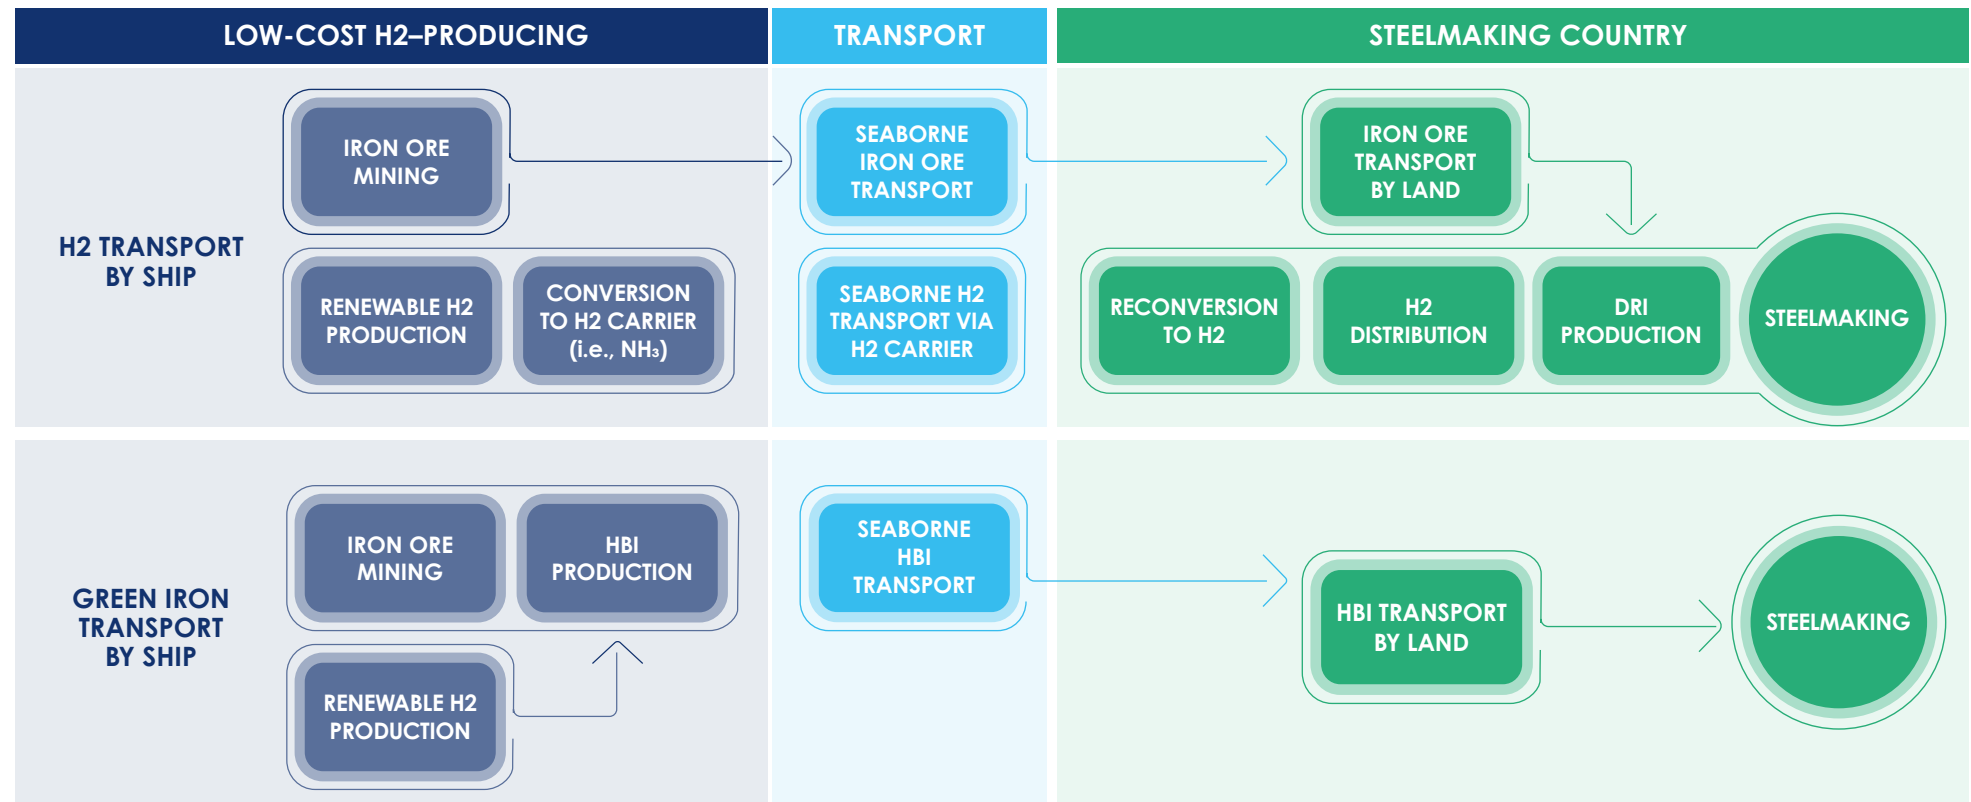 LOW-COST H2–PRODUCING
TRANSPORT
STEELMAKING COUNTRY
H2 TRANSPORT
BY SHIP
IRON ORE
MINING
SEABORNE
IRON ORE
TRANSPORT
IRON ORE
TRANSPORT
BY LAND
RENEWABLE H2
PRODUCTION
CONVERSION
TO H2 CARRIER
(i.e., NH₃)
SEABORNE H2
TRANSPORT VIA
H2 CARRIER
RECONVERSION
TO H2
H2
DISTRIBUTION
DRI
PRODUCTION
STEELMAKING
GREEN IRON
TRANSPORT
BY SHIP
IRON ORE
MINING
HBI
PRODUCTION
RENEWABLE H2
PRODUCTION
SEABORNE
HBI
TRANSPORT
HBI TRANSPORT
BY LAND
STEELMAKING